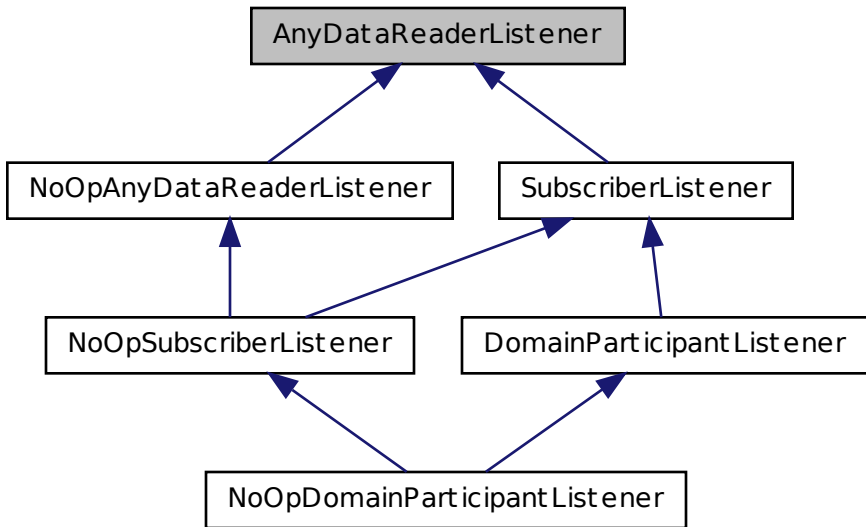 AnyDataReaderListener
NoOpAnyDataReaderListener
SubscriberListener
NoOpSubscriberListener
DomainParticipantListener
NoOpDomainParticipantListener